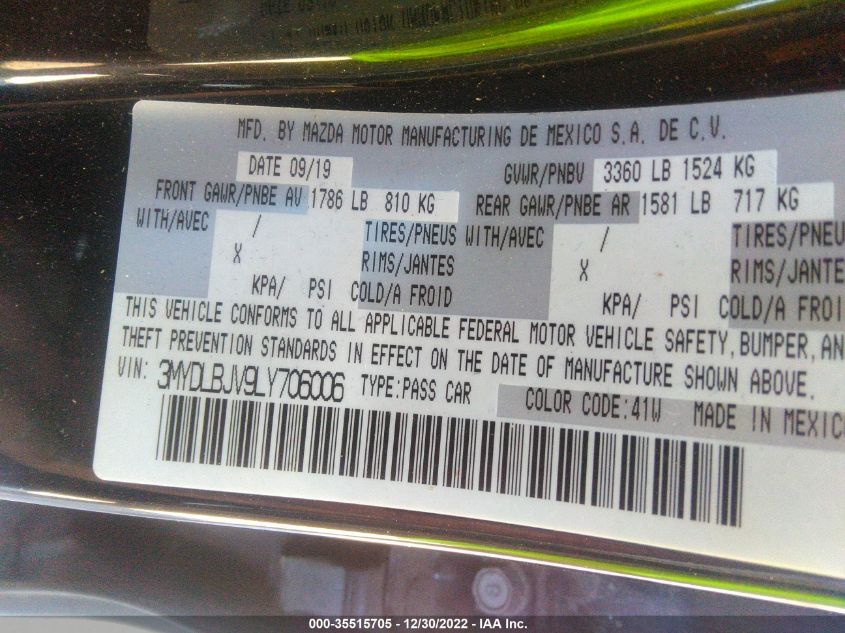 MFD. BY MAZDA MOTOR MANUFACTURING DE MEXICO S.A. DE C.V.
DATE 09/19 GVWR/PNBV 3360 LB 1524 KG
FRONT GAWR/PNBE AV 1786 LB 810 KG REAR GAWR/PNBE AR 1581 LB 717 KG
WITH/AVEC / TIRES/PNEUS WITH/AVEC / TIRES/PNEU
X RIMS/JANTES X RIMS/JANTE
KPA/ PSI COLD/A FROID KPA/ PSI COLD/A FROI
THIS VEHICLE CONFORMS TO ALL APPLICABLE FEDERAL MOTOR VEHICLE SAFETY, BUMPER, AN
THEFT PREVENTION STANDARDS IN EFFECT ON THE DATE OF MANUFACTURE SHOWN ABOVE.
VIN: 3MYDLBJV9LY706006 TYPE:PASS CAR COLOR CODE:41W MADE IN MEXICO
000-35515705 - 12/30/2022 - IAA Inc.